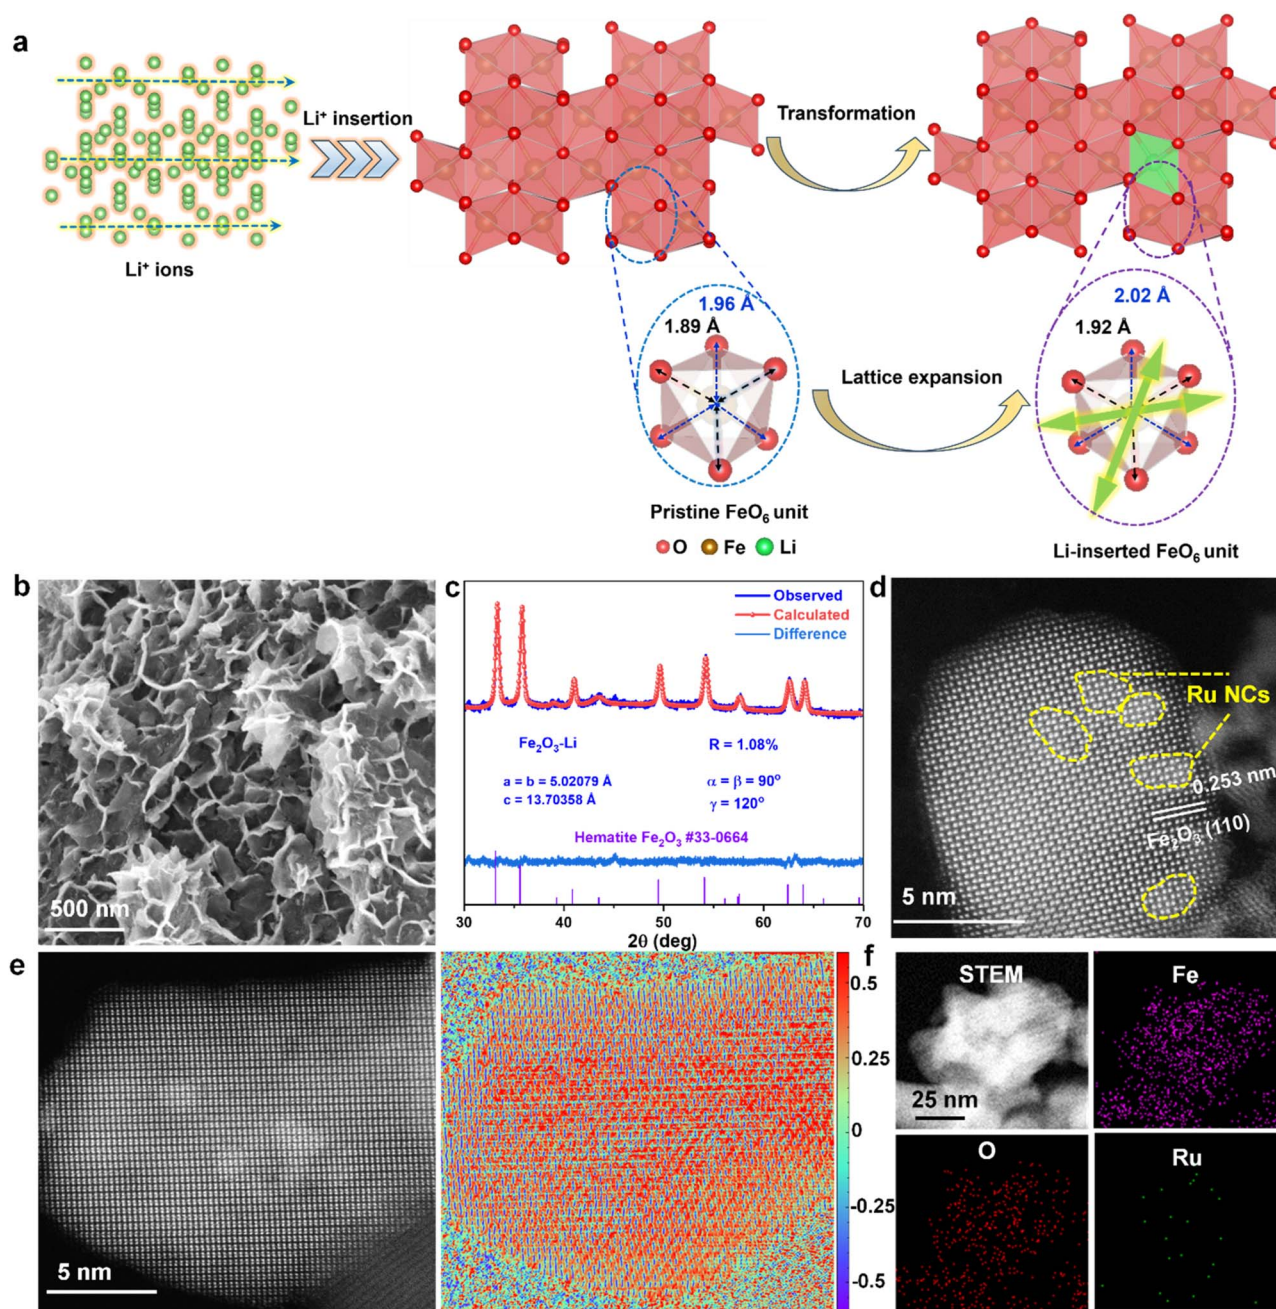 a
Li⁺ insertion
Li⁺ ions
Transformation
1.96 Å
1.89 Å
Lattice expansion
2.02 Å
1.92 Å
Pristine FeO₆ unit
O Fe Li
Li-inserted FeO₆ unit
b
500 nm
c
Observed
Calculated
Difference
Fe₂O₃-Li
R = 1.08%
a = b = 5.02079 Å
c = 13.70358 Å
α = β = 90°
γ = 120°
Hematite Fe₂O₃ #33-0664
30 40 50 60 70
2θ (deg)
d
Ru NCs
0.253 nm
Fe₂O₃ (110)
5 nm
e
5 nm
0.5
0.25
0
-0.25
-0.5
f
STEM
25 nm
Fe
O
Ru